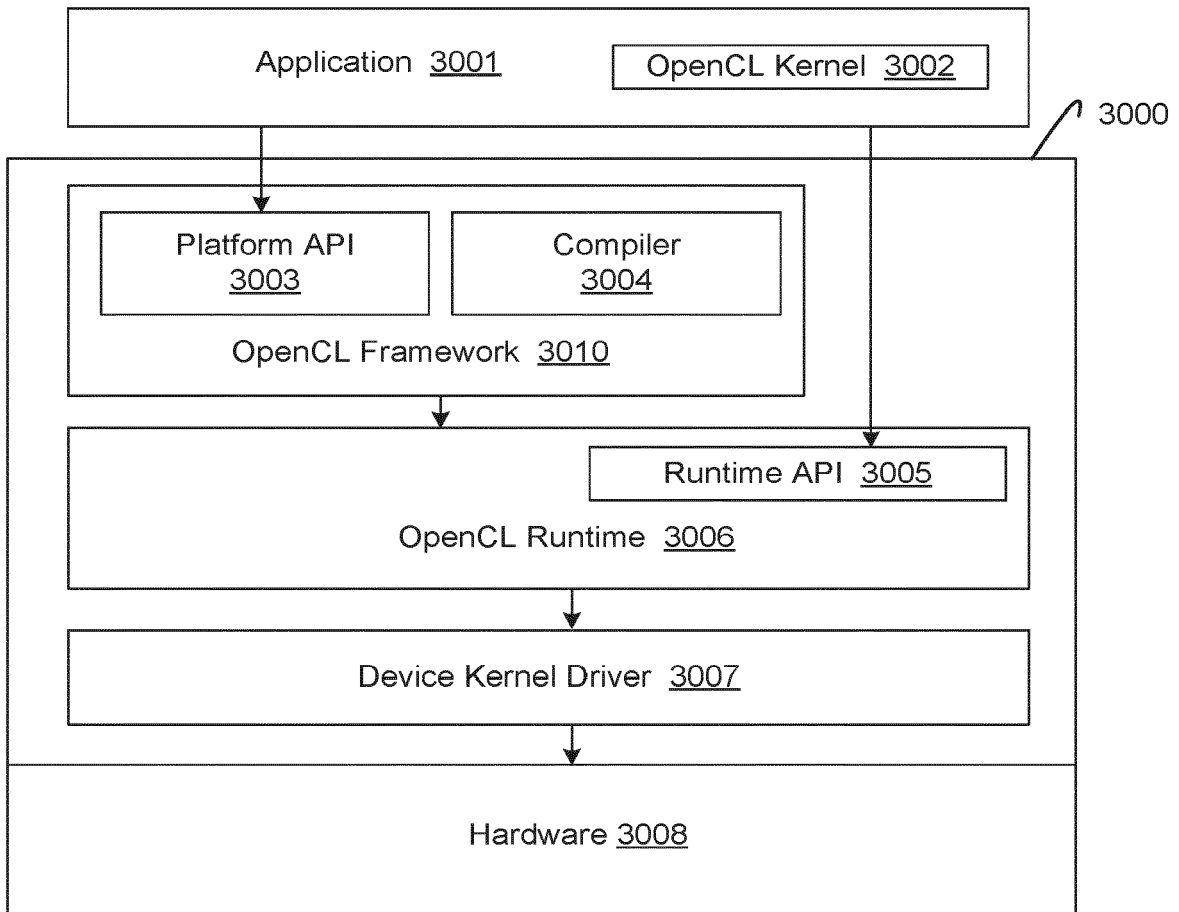 Application 3001
OpenCL Kernel 3002
3000
Platform API
3003
Compiler
3004
OpenCL Framework 3010
Runtime API 3005
OpenCL Runtime 3006
Device Kernel Driver 3007
Hardware 3008